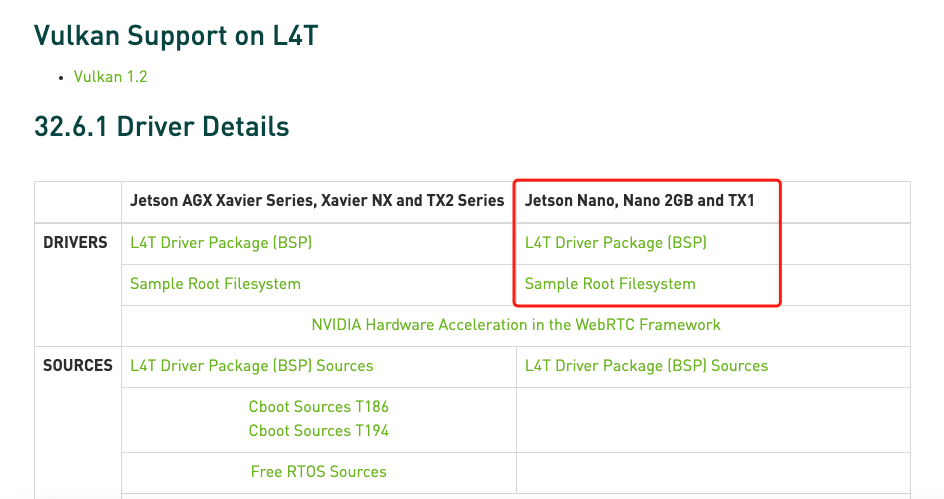 Vulkan Support on L4T
• Vulkan 1.2
32.6.1 Driver Details
Jetson AGX Xavier Series, Xavier NX and TX2 Series
Jetson Nano, Nano 2GB and TX1
DRIVERS
L4T Driver Package (BSP)
L4T Driver Package (BSP)
Sample Root Filesystem
Sample Root Filesystem
NVIDIA Hardware Acceleration in the WebRTC Framework
SOURCES
L4T Driver Package (BSP) Sources
L4T Driver Package (BSP) Sources
Cboot Sources T186
Cboot Sources T194
Free RTOS Sources